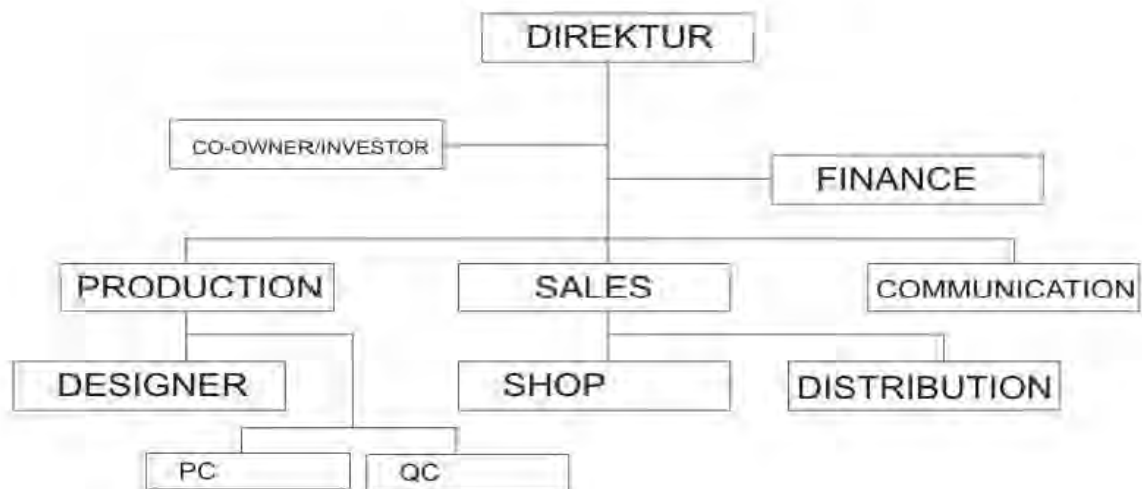 DIREKTUR
CO-OWNER/INVESTOR
FINANCE
PRODUCTION
SALES
COMMUNICATION
DESIGNER
SHOP
DISTRIBUTION
PC
QC